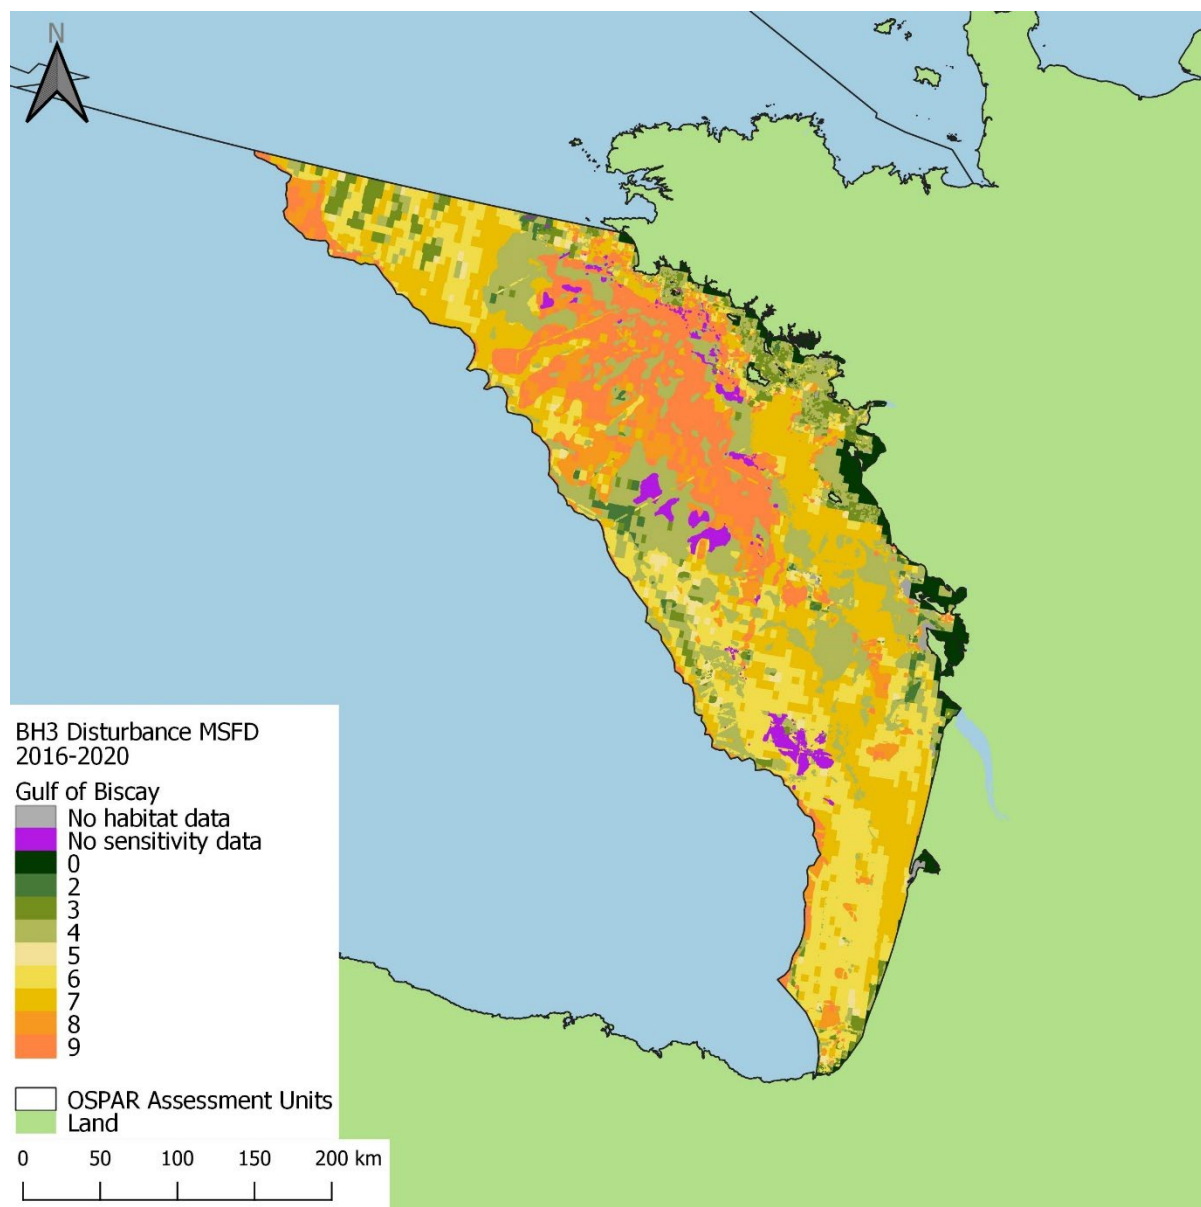 N
BH3 Disturbance MSFD
2016-2020
Gulf of Biscay
No habitat data
No sensitivity data
0
2
3
4
5
6
7
8
9
OSPAR Assessment Units
Land
0 50 100 150 200 km